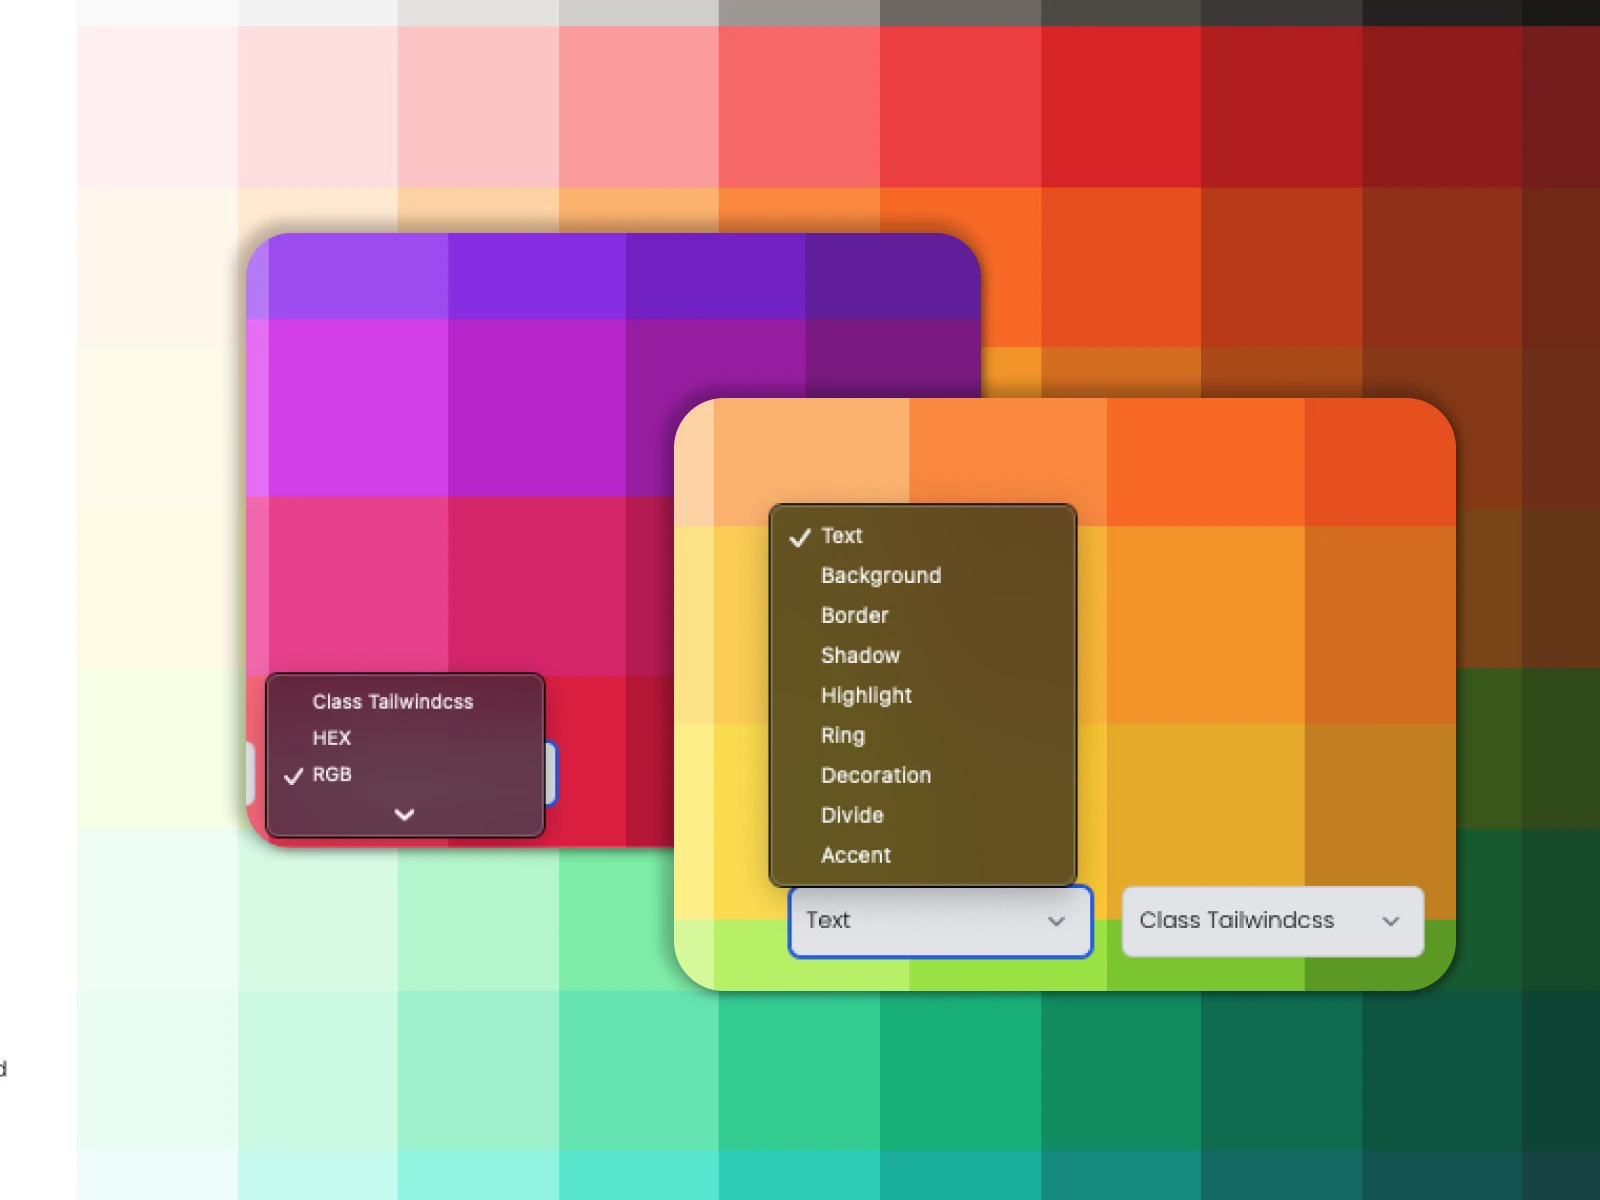 Class Tailwindcss
HEX
RGB
Text
Background
Border
Shadow
Highlight
Ring
Decoration
Divide
Accent
Text
Class Tailwindcss
d